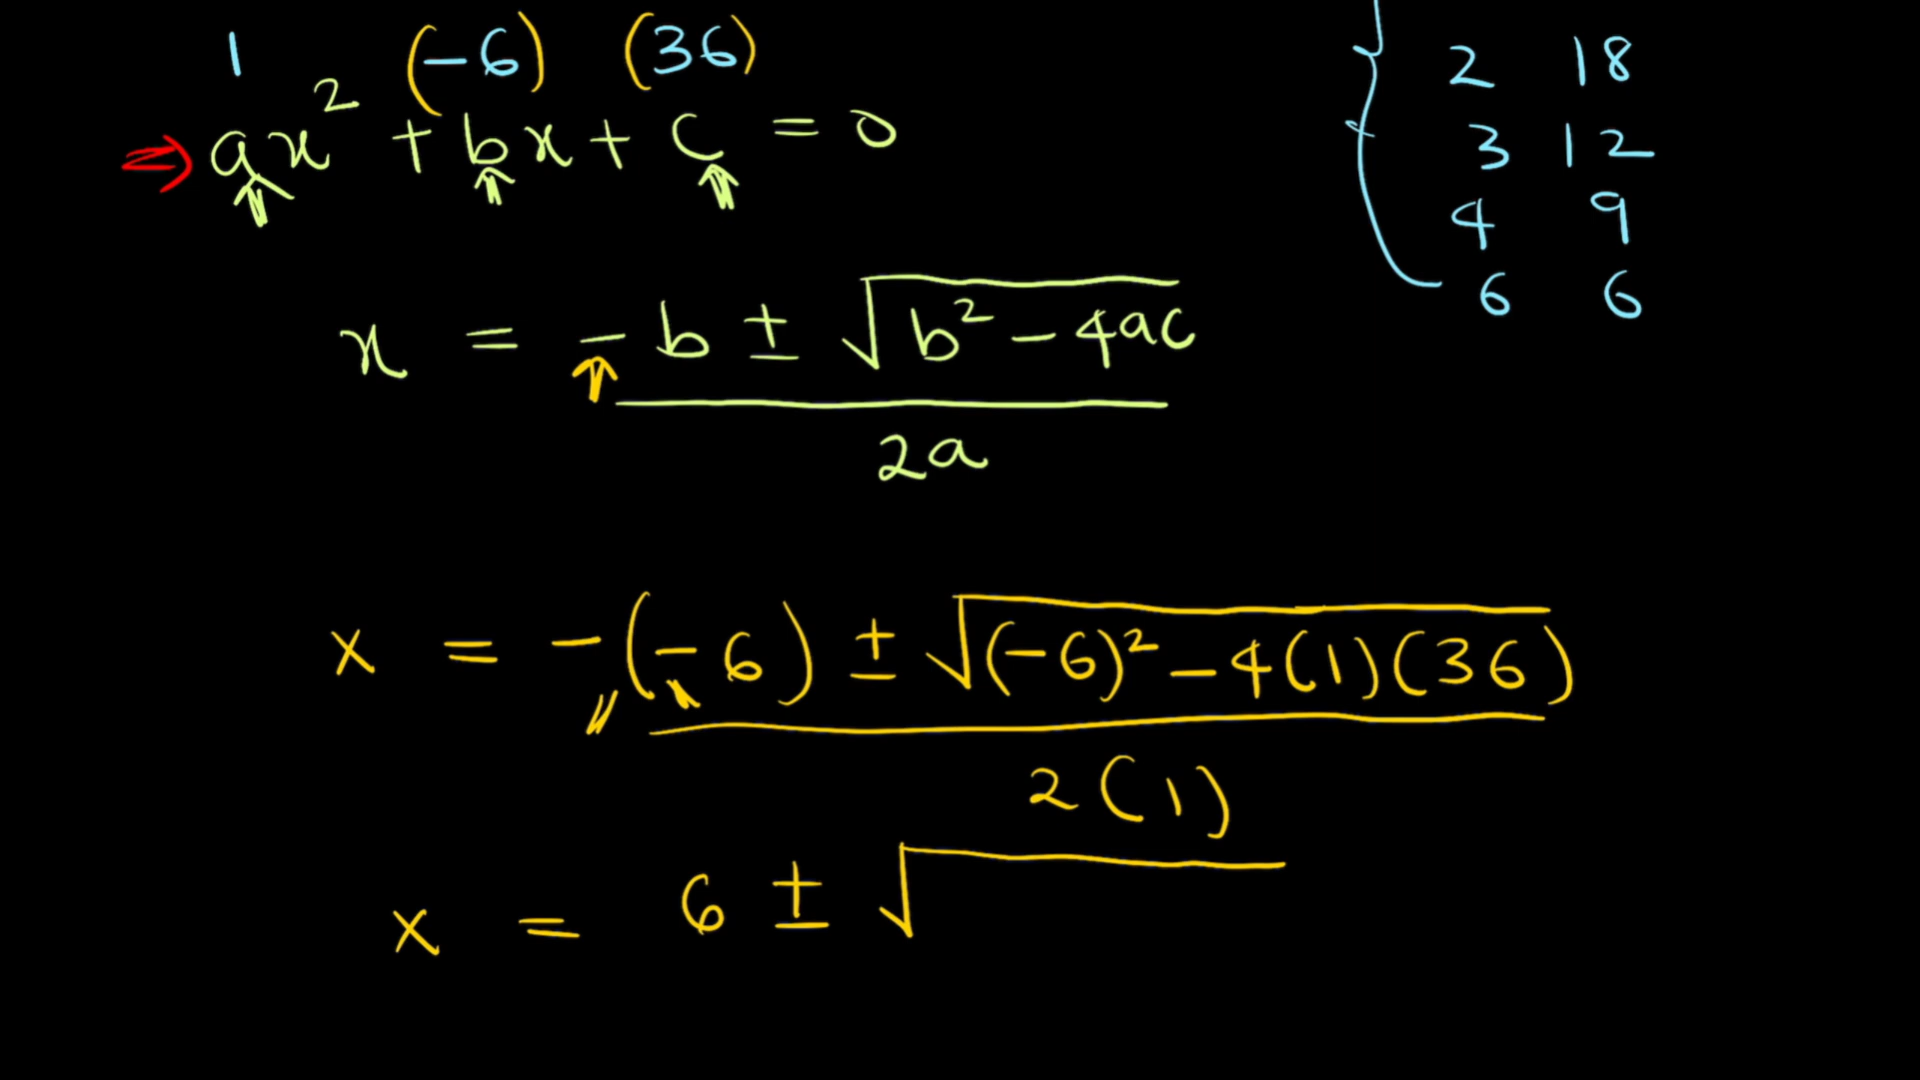 1 (-6) (36)
⇒ ax² + bx + c = 0
2 18
3 12
4 9
6 6
x = - b ± √b² - 4ac
2a
x = - (-6) ± √(-6)² - 4(1)(36)
2(1)
x = 6 ± √